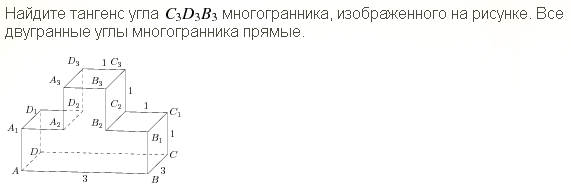 Найдите тангенс угла C₃D₃B₃ многогранника, изображенного на рисунке. Все
двугранные углы многогранника прямые.
D₃ 1 C₃
A₃ B₃
1
D₁ D₂ C₂ 1 C₁
A₁ A₂ B₂ B₁ 1
D C
A 3 B 3